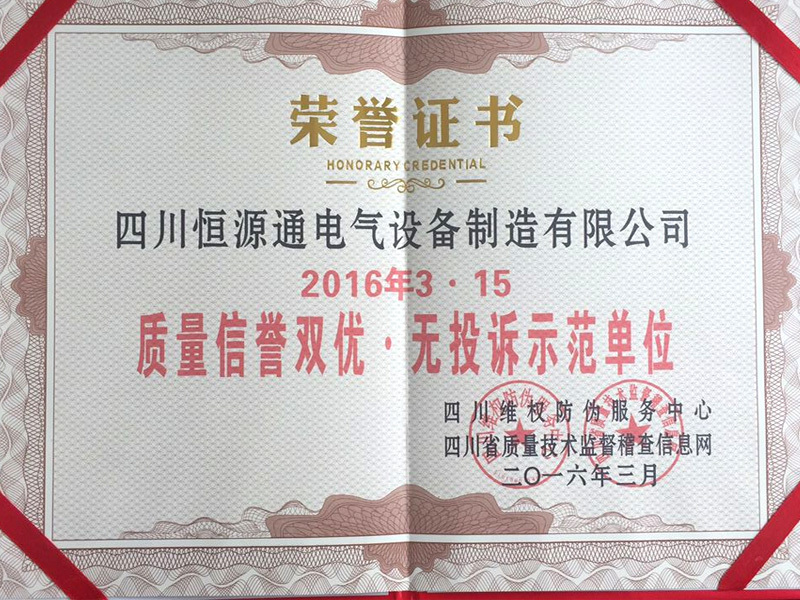 荣誉证书
HONORARY CREDENTIAL
四川恒源通电气设备制造有限公司
2016年3·15
质量信誉双优·无投诉示范单位
四川维权防伪服务中心
四川省质量技术监督稽查信息网
二〇一六年三月